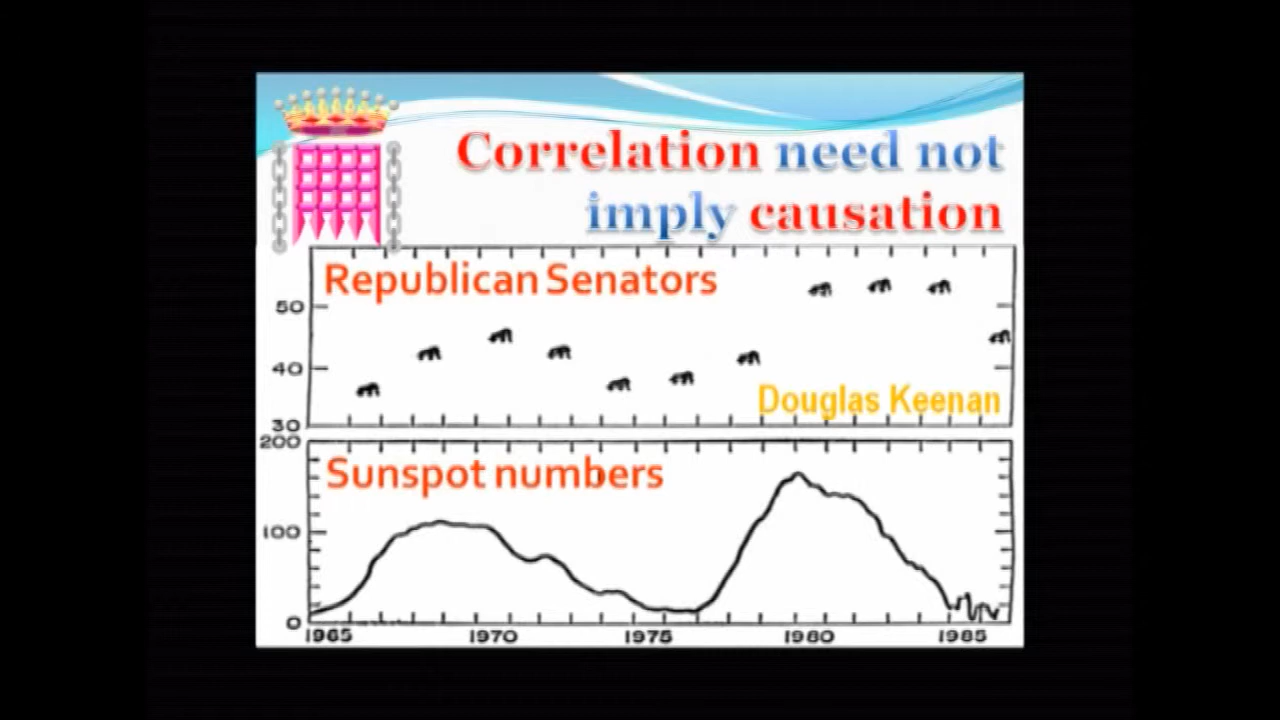 Correlation need not
imply causation
Republican Senators
50
40
30
Douglas Keenan
200
Sunspot numbers
100
0
1965 1970 1975 1980 1985